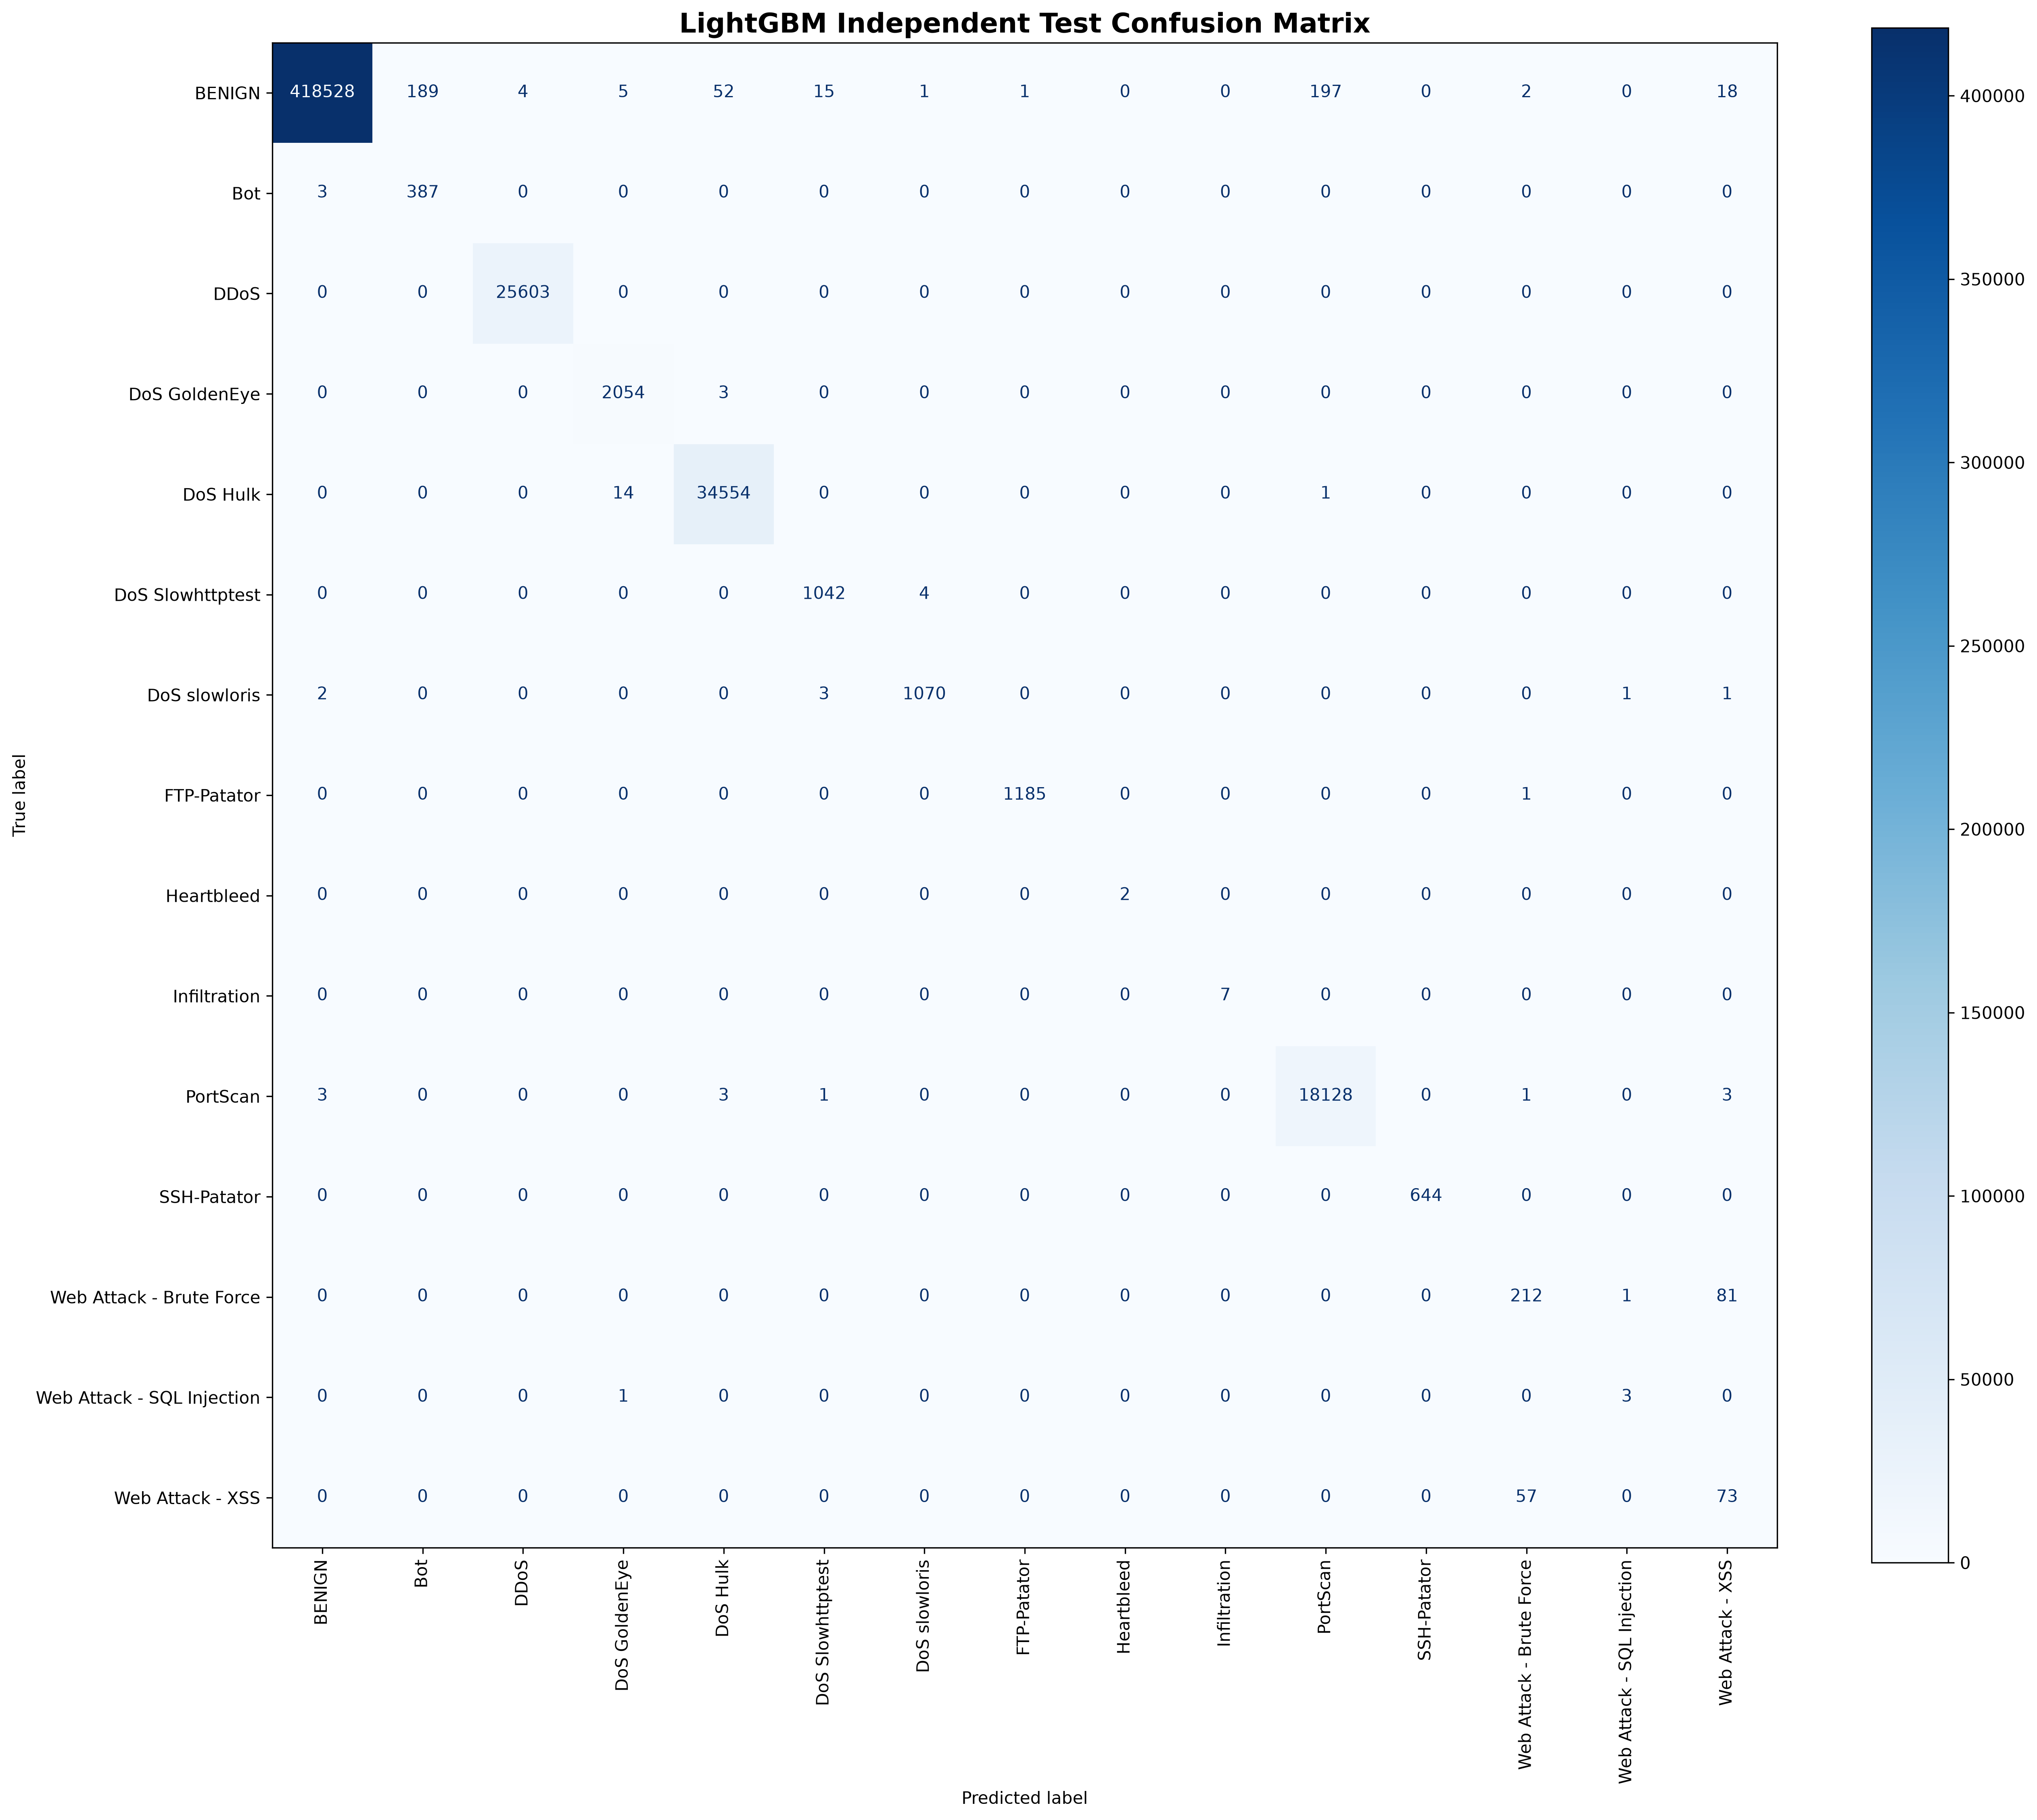 LightGBM Independent Test Confusion Matrix
BENIGN 418528 189 4 5 52 15 1 1 0 0 197 0 2 0 18
Bot 3 387 0 0 0 0 0 0 0 0 0 0 0 0 0
DDoS 0 0 25603 0 0 0 0 0 0 0 0 0 0 0 0
DoS GoldenEye 0 0 0 2054 3 0 0 0 0 0 0 0 0 0 0
DoS Hulk 0 0 0 14 34554 0 0 0 0 0 1 0 0 0 0
DoS Slowhttptest 0 0 0 0 0 1042 4 0 0 0 0 0 0 0 0
DoS slowloris 2 0 0 0 0 3 1070 0 0 0 0 0 0 1 1
FTP-Patator 0 0 0 0 0 0 0 1185 0 0 0 0 1 0 0
Heartbleed 0 0 0 0 0 0 0 0 2 0 0 0 0 0 0
Infiltration 0 0 0 0 0 0 0 0 0 7 0 0 0 0 0
PortScan 3 0 0 0 3 1 0 0 0 0 18128 0 1 0 3
SSH-Patator 0 0 0 0 0 0 0 0 0 0 0 644 0 0 0
Web Attack - Brute Force 0 0 0 0 0 0 0 0 0 0 0 0 212 1 81
Web Attack - SQL Injection 0 0 0 1 0 0 0 0 0 0 0 0 0 3 0
Web Attack - XSS 0 0 0 0 0 0 0 0 0 0 0 0 57 0 73
True label
BENIGN
Bot
DDoS
DoS GoldenEye
DoS Hulk
DoS Slowhttptest
DoS slowloris
FTP-Patator
Heartbleed
Infiltration
PortScan
SSH-Patator
Web Attack - Brute Force
Web Attack - SQL Injection
Web Attack - XSS
Predicted label
400000
350000
300000
250000
200000
150000
100000
50000
0